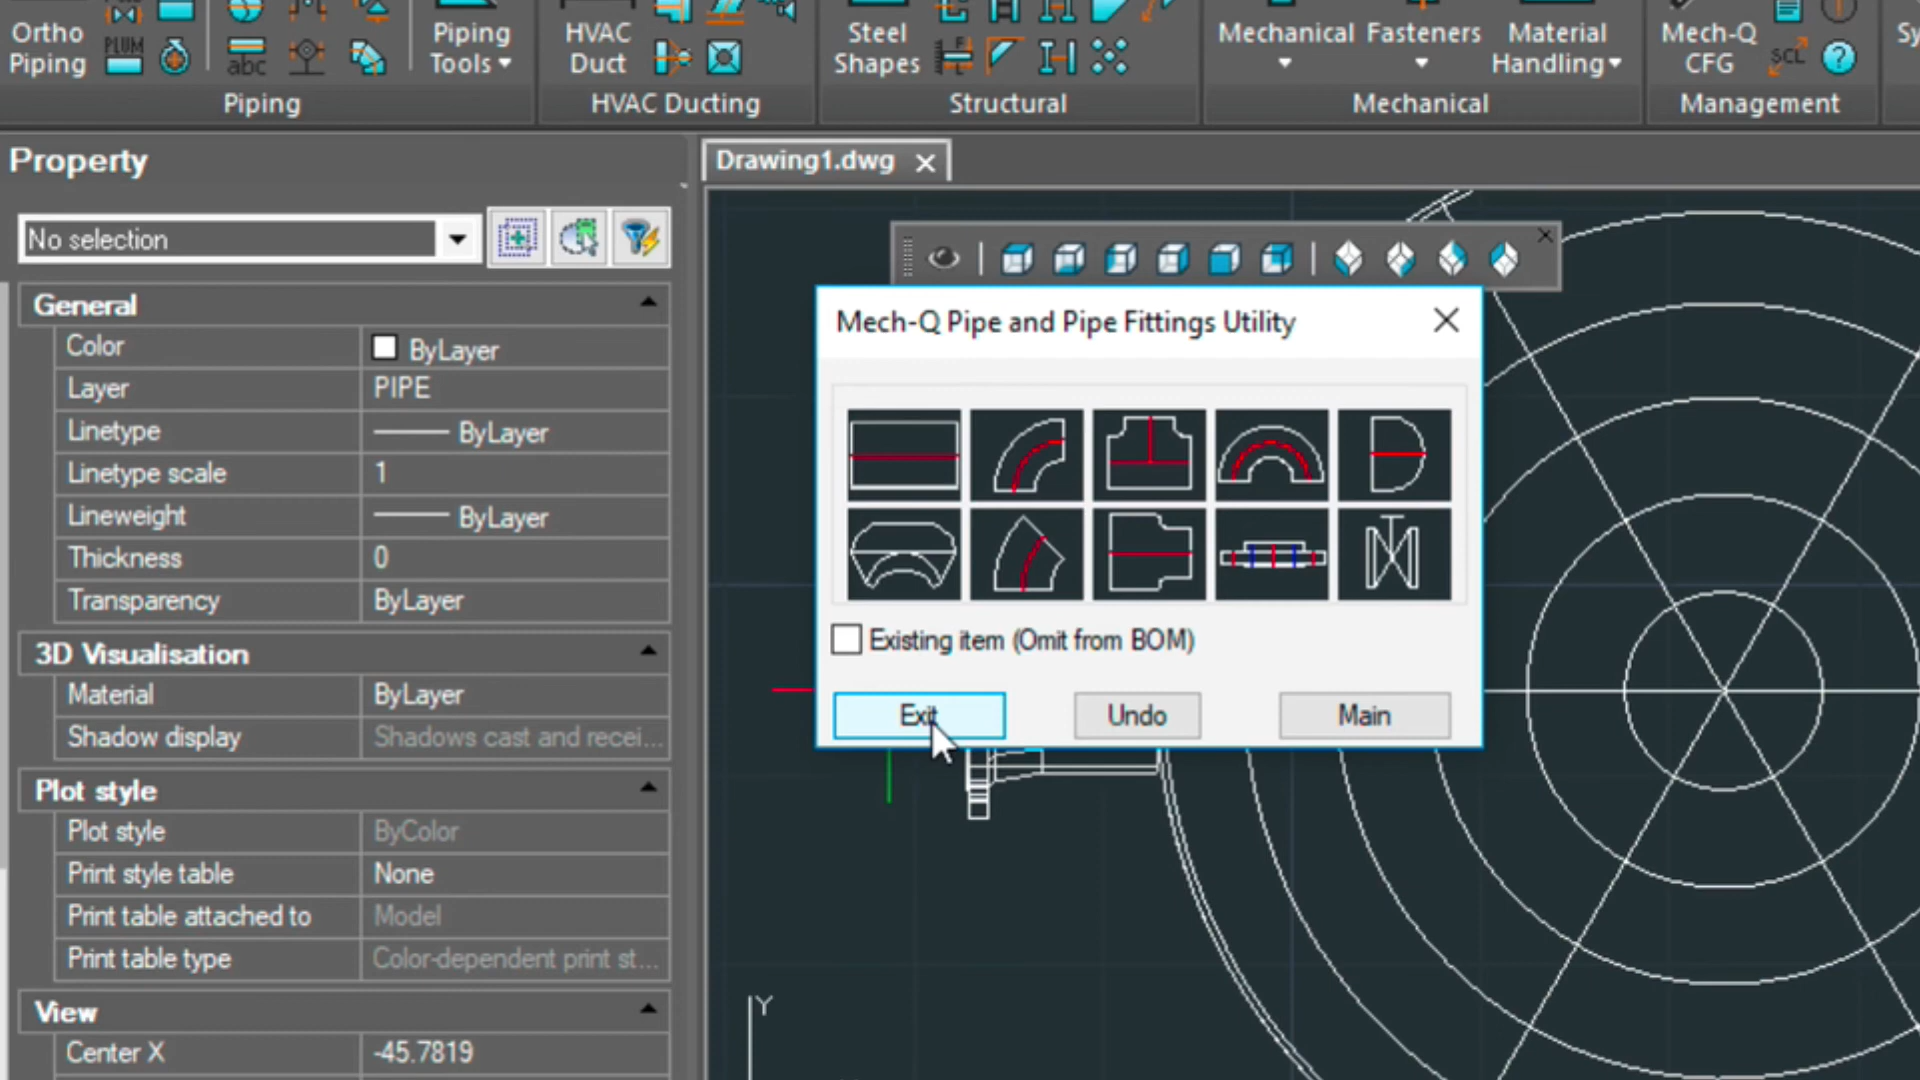 Ortho
Piping
PLUM
abc
Piping
Tools
Piping
HVAC
Duct
HVAC Ducting
Steel
Shapes
Structural
Mechanical
Fasteners
Material
Handling
Mechanical
Mech-Q
CFG
SCL
Management
Property
Drawing1.dwg
No selection
General
Color ByLayer
Layer PIPE
Linetype ByLayer
Linetype scale 1
Lineweight ByLayer
Thickness 0
Transparency ByLayer
3D Visualisation
Material ByLayer
Shadow display Shadows cast and recei...
Plot style
Plot style ByColor
Print style table None
Print table attached to Model
Print table type Color-dependent print st...
View
Center X -45.7819
Mech-Q Pipe and Pipe Fittings Utility
Existing item (Omit from BOM)
Exit
Undo
Main
Y